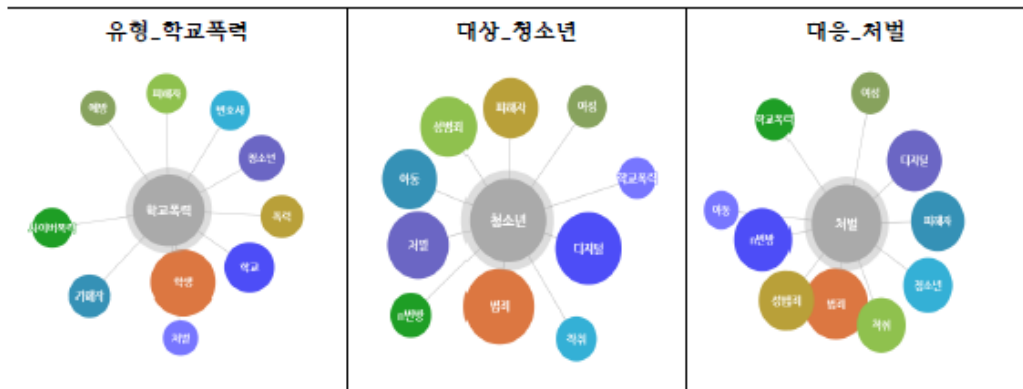 유형_학교폭력
대상_청소년
대응_처벌
예방
피해자
변호사
청소년
폭력
학교
학생
처벌
가해자
사이버폭력
학교폭력
성범죄
피해자
여성
학교폭력
디지털
착취
범죄
n번방
처벌
아동
청소년
학교폭력
여성
디지털
피해자
청소년
착취
범죄
성범죄
n번방
아동
처벌